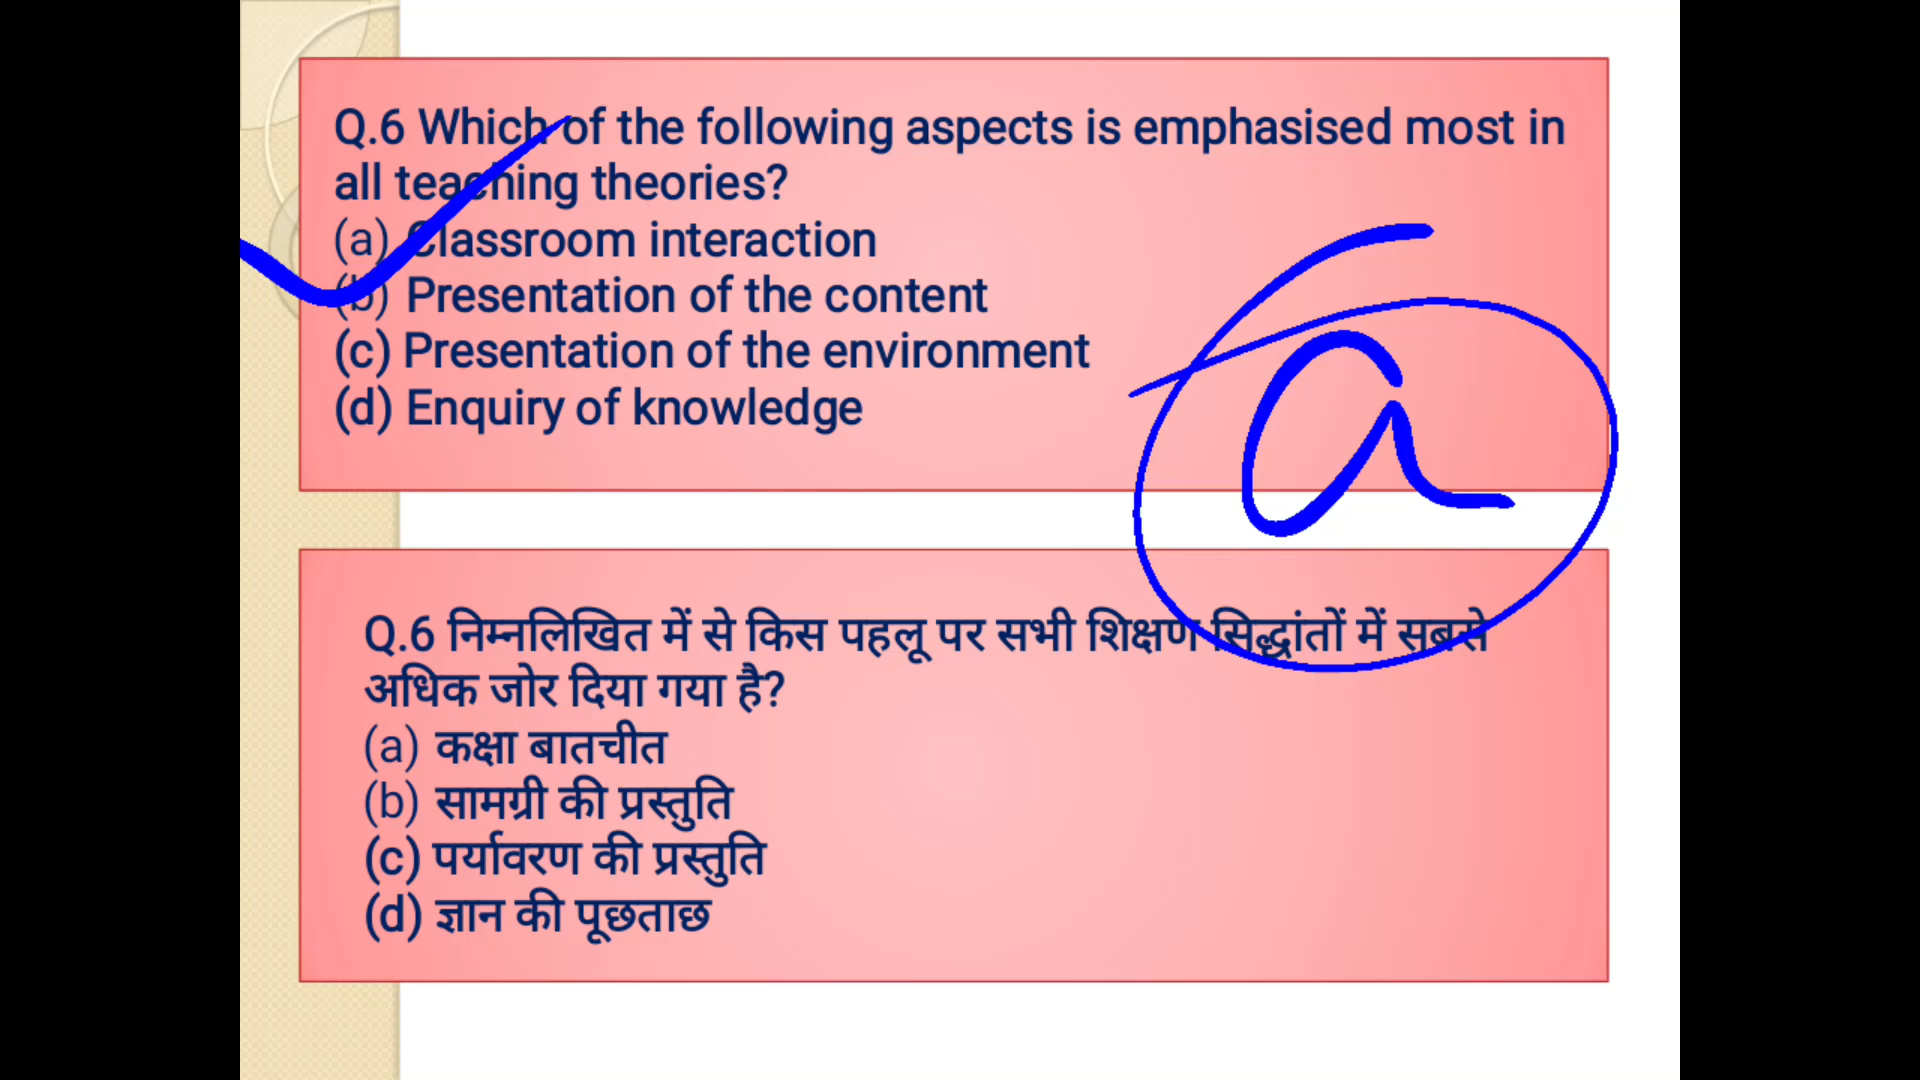 Q.6 Which of the following aspects is emphasised most in
all teaching theories?
(a) Classroom interaction
(b) Presentation of the content
(c) Presentation of the environment
(d) Enquiry of knowledge
a
Q.6 निम्नलिखित में से किस पहलू पर सभी शिक्षण सिद्धांतों में सबसे
अधिक जोर दिया गया है?
(a) कक्षा बातचीत
(b) सामग्री की प्रस्तुति
(c) पर्यावरण की प्रस्तुति
(d) ज्ञान की पूछताछ